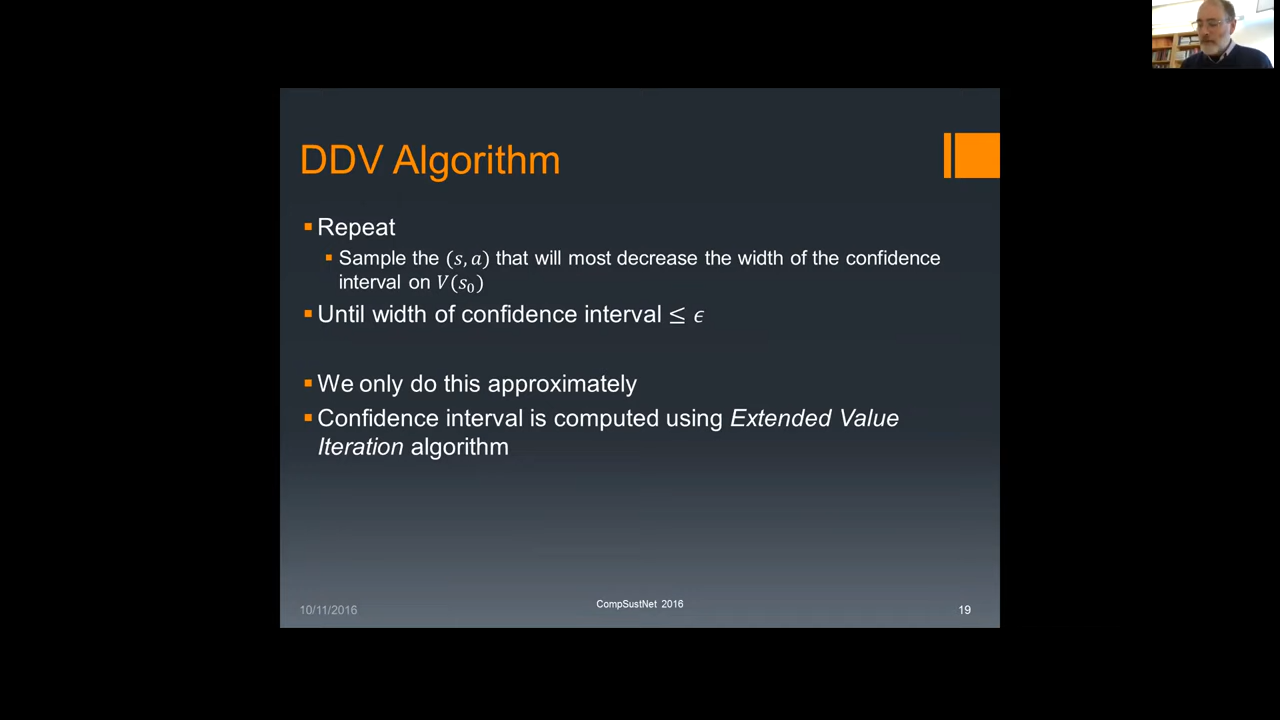 DDV Algorithm
Repeat
Sample the (s, a) that will most decrease the width of the confidence
interval on V(s₀)
Until width of confidence interval ≤ ϵ
We only do this approximately
Confidence interval is computed using Extended Value
Iteration algorithm
10/11/2016
CompSustNet 2016
19